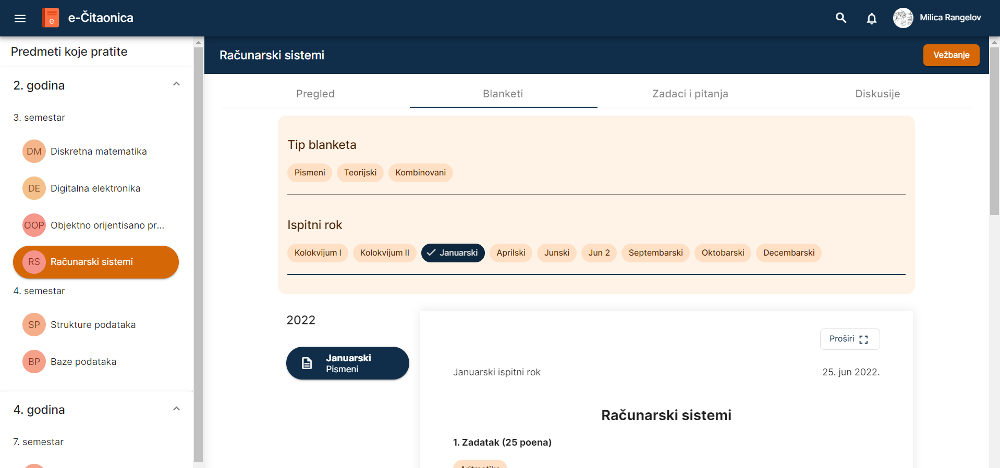 e
e-Čitaonica
Milica Rangelov
Predmeti koje pratite
2. godina
3. semestar
DM Diskretna matematika
DE Digitalna elektronika
OOP Objektno orijentisano pr...
RS Računarski sistemi
4. semestar
SP Strukture podataka
BP Baze podataka
4. godina
7. semestar
Računarski sistemi
Vežbanje
Pregled Blanketi Zadaci i pitanja Diskusije
Tip blanketa
Pismeni Teorijski Kombinovani
Ispitni rok
Kolokvijum I Kolokvijum II Januarski Aprilski Junski Jun 2 Septembarski Oktobarski Decembarski
2022
Januarski
Pismeni
Proširi
Januarski ispitni rok 25. jun 2022.
Računarski sistemi
1. Zadatak (25 poena)